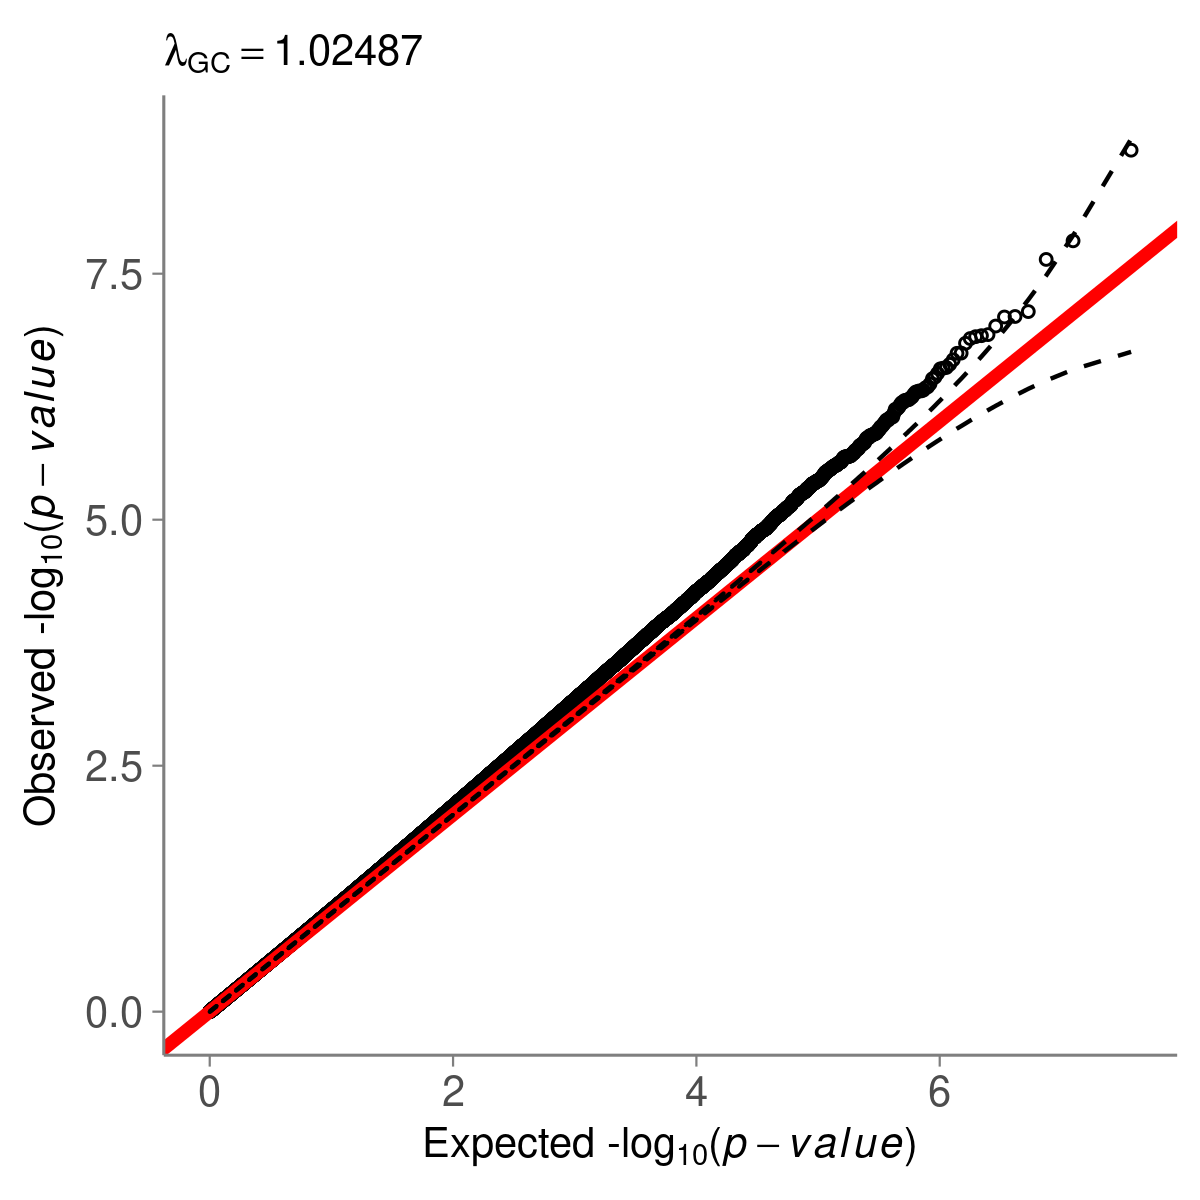 λGC = 1.02487
Observed -log10(p − value)
7.5
5.0
2.5
0.0
0 2 4 6
Expected -log10(p − value)